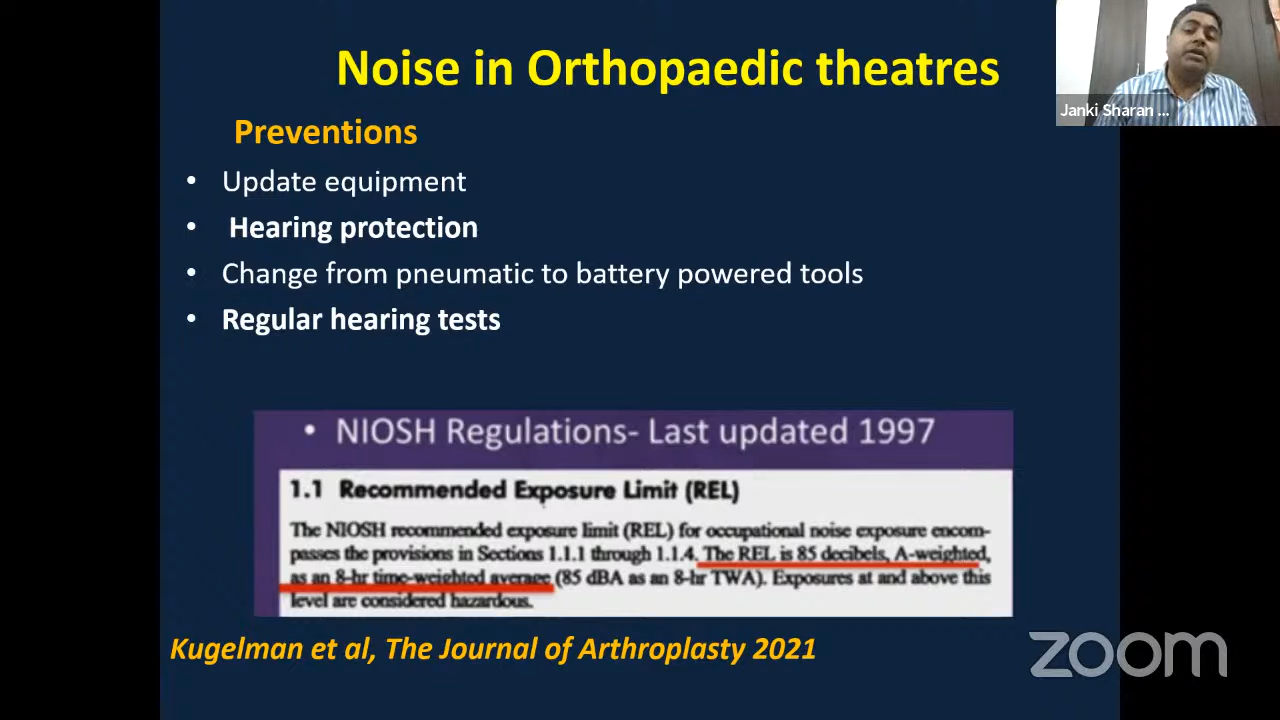 Noise in Orthopaedic theatres
Janki Sharan ...
Preventions
• Update equipment
• Hearing protection
• Change from pneumatic to battery powered tools
• Regular hearing tests
• NIOSH Regulations- Last updated 1997
1.1 Recommended Exposure Limit (REL)
The NIOSH recommended exposure limit (REL) for occupational noise exposure encom-
passes the provisions in Sections 1.1.1 through 1.1.4. The REL is 85 decibels, A-weighted,
as an 8-hr time-weighted average (85 dBA as an 8-hr TWA). Exposures at and above this
level are considered hazardous.
Kugelman et al, The Journal of Arthroplasty 2021
zoom